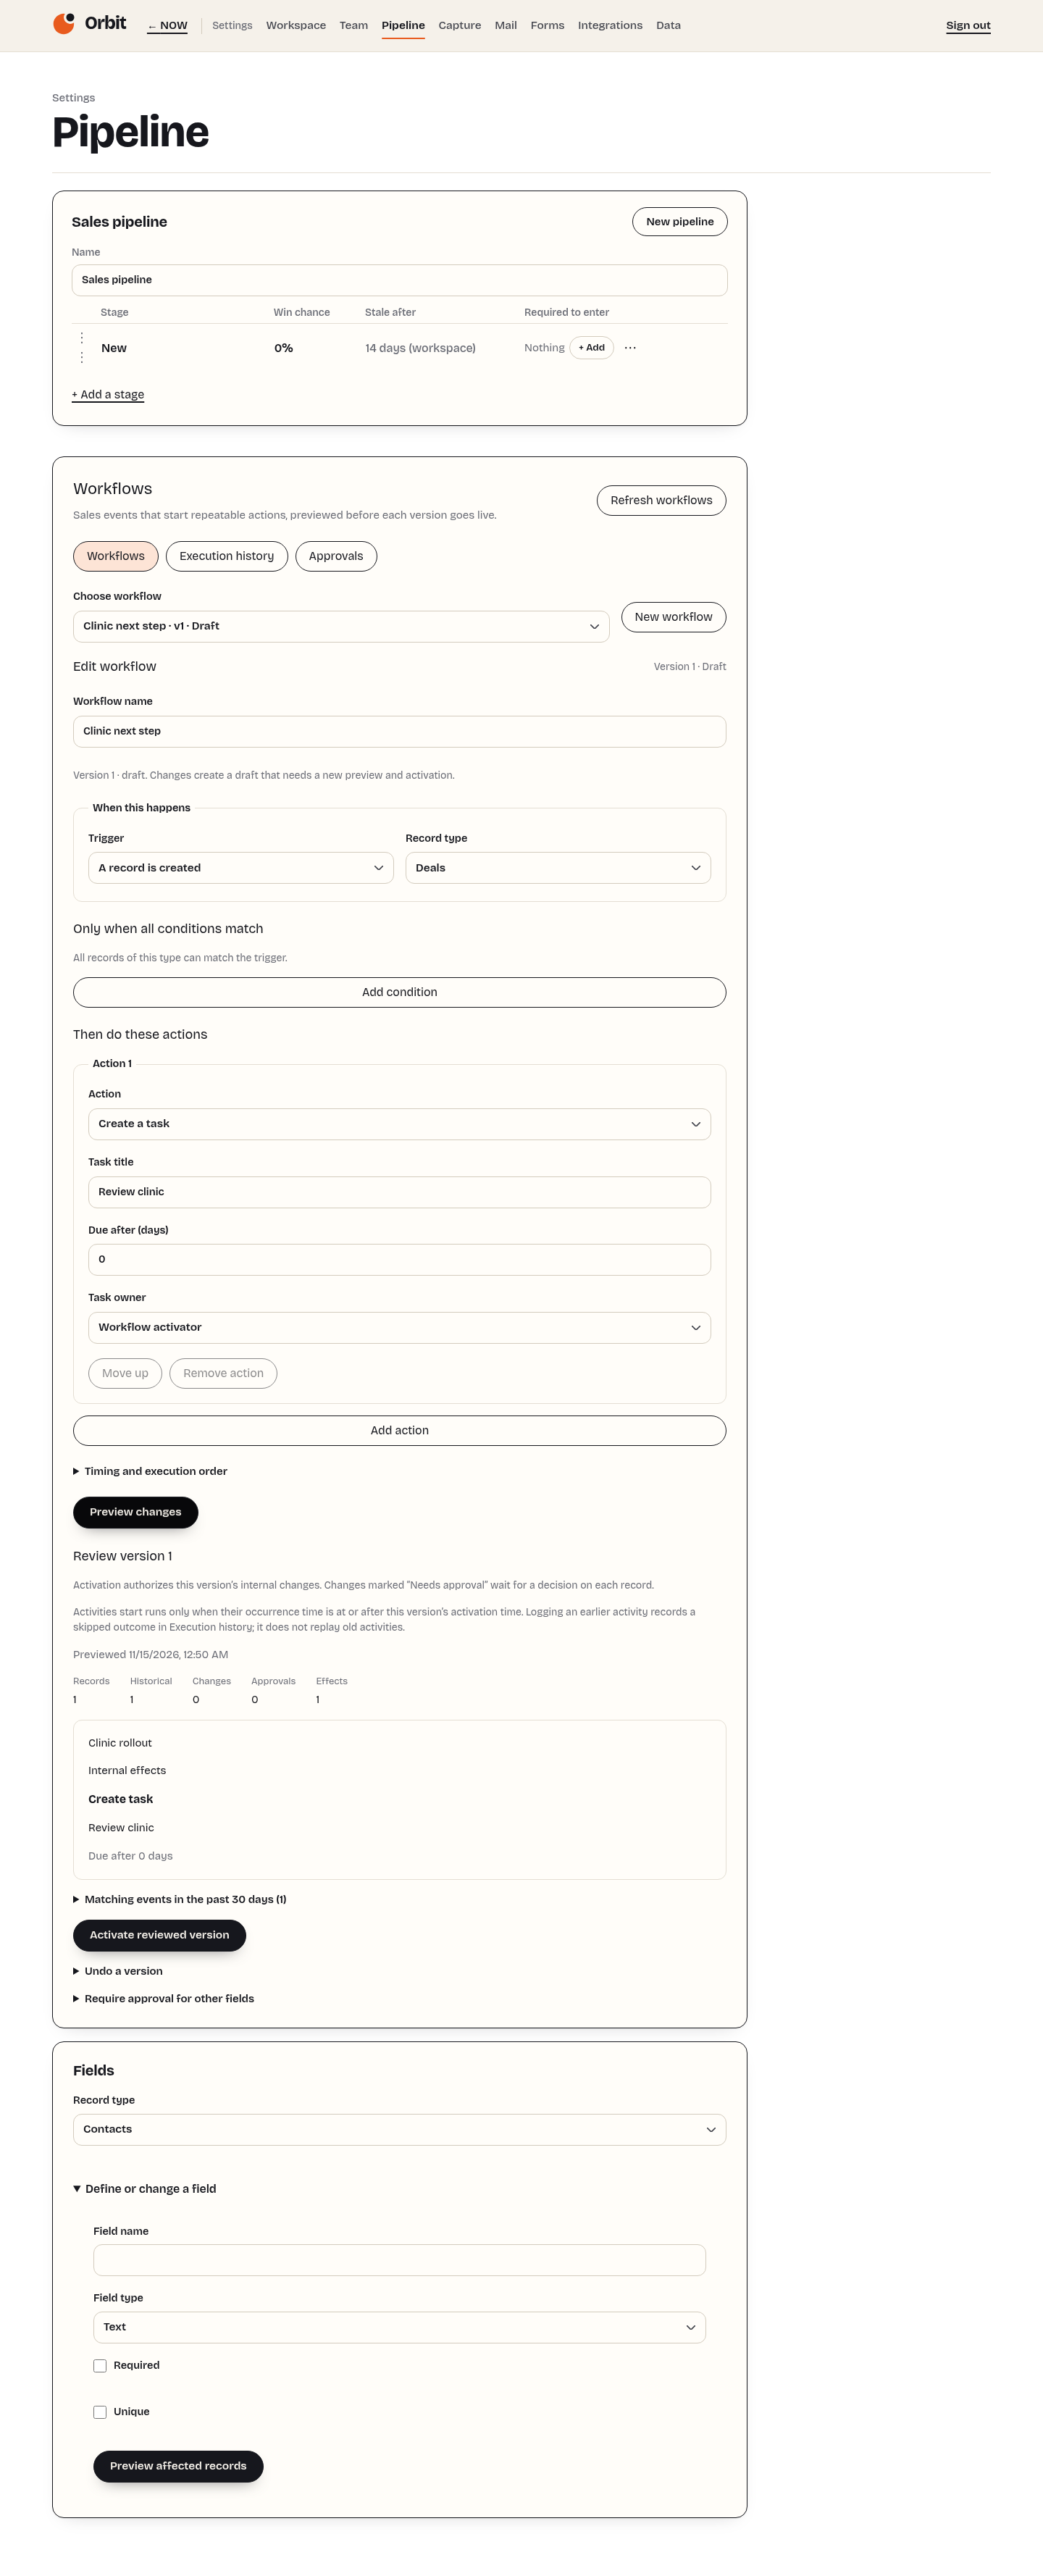 Orbit
← NOW
Settings
Workspace
Team
Pipeline
Capture
Mail
Forms
Integrations
Data
Sign out
Settings
Pipeline
Sales pipeline
New pipeline
Name
Sales pipeline
Stage
Win chance
Stale after
Required to enter
New
0%
14 days (workspace)
Nothing
+ Add
···
+ Add a stage
Workflows
Sales events that start repeatable actions, previewed before each version goes live.
Refresh workflows
Workflows
Execution history
Approvals
Choose workflow
Clinic next step · v1 · Draft
New workflow
Edit workflow
Version 1 · Draft
Workflow name
Clinic next step
Version 1 · draft. Changes create a draft that needs a new preview and activation.
When this happens
Trigger
Record type
A record is created
Deals
Only when all conditions match
All records of this type can match the trigger.
Add condition
Then do these actions
Action 1
Action
Create a task
Task title
Review clinic
Due after (days)
0
Task owner
Workflow activator
Move up
Remove action
Add action
Timing and execution order
Preview changes
Review version 1
Activation authorizes this version's internal changes. Changes marked "Needs approval" wait for a decision on each record.
Activities start runs only when their occurrence time is at or after this version's activation time. Logging an earlier activity records a
skipped outcome in Execution history; it does not replay old activities.
Previewed 11/15/2026, 12:50 AM
Records
Historical
Changes
Approvals
Effects
1
1
0
0
1
Clinic rollout
Internal effects
Create task
Review clinic
Due after 0 days
Matching events in the past 30 days (1)
Activate reviewed version
Undo a version
Require approval for other fields
Fields
Record type
Contacts
Define or change a field
Field name
Field type
Text
Required
Unique
Preview affected records